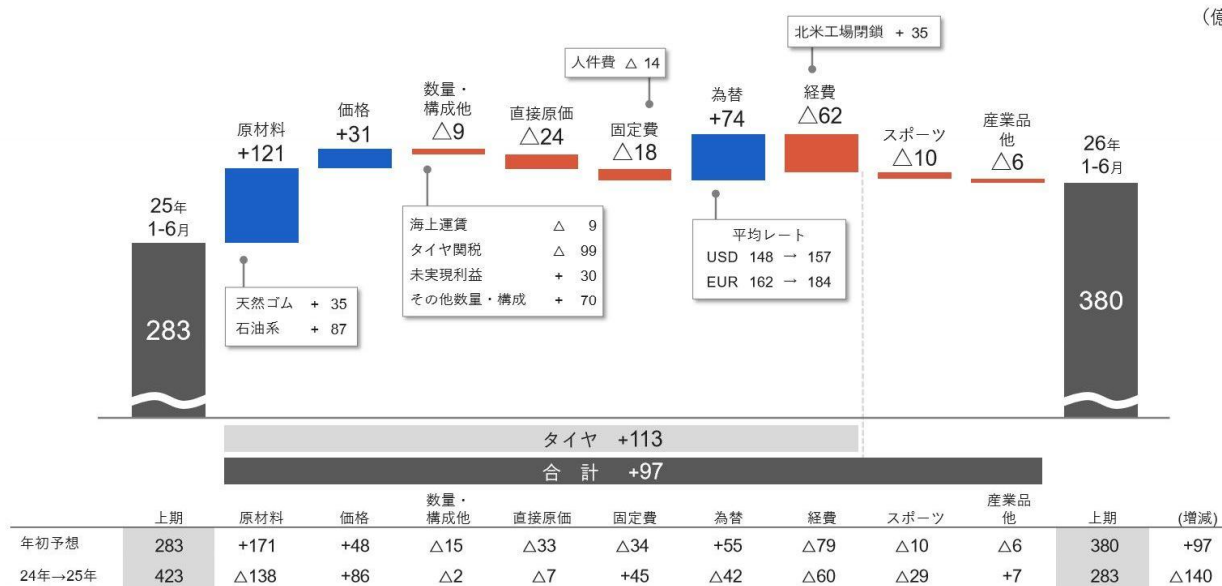 (億
北米工場閉鎖 + 35
人件費 △ 14
原材料
+121
価格
+31
数量・
構成他
△9
直接原価
△24
固定費
△18
為替
+74
経費
△62
スポーツ
△10
産業品
他
△6
25年
1-6月
283
26年
1-6月
380
天然ゴム + 35
石油系 + 87
海上運賃 △ 9
タイヤ関税 △ 99
未実現利益 + 30
その他数量・構成 + 70
平均レート
USD 148 → 157
EUR 162 → 184
タイヤ +113
合 計 +97
上期 原材料 価格 数量・構成他 直接原価 固定費 為替 経費 スポーツ 産業品他 上期 (増減)
年初予想 283 +171 +48 △15 △33 △34 +55 △79 △10 △6 380 +97
24年→25年 423 △138 +86 △2 △7 +45 △42 △60 △29 +7 283 △140